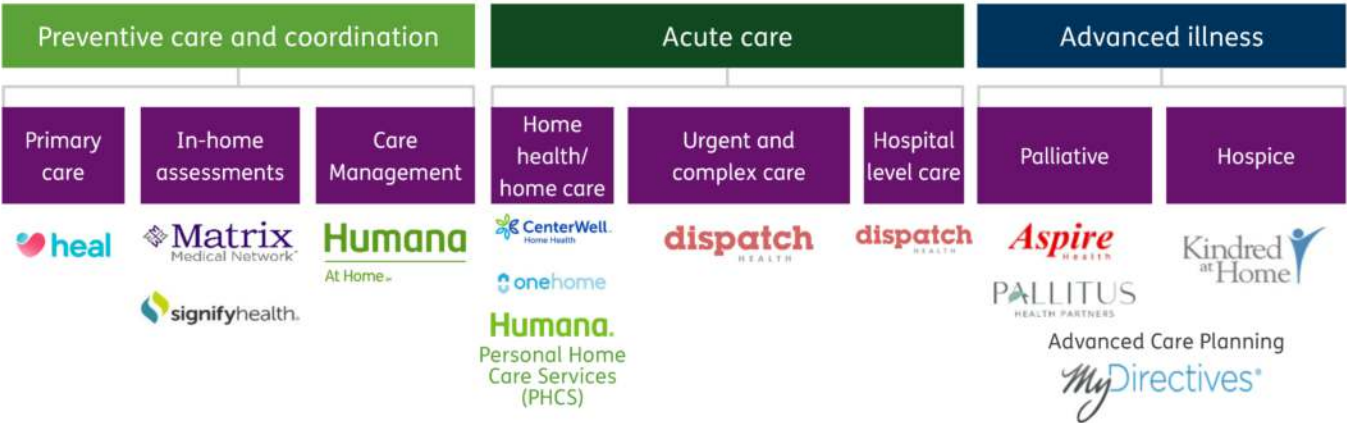 Preventive care and coordination
Acute care
Advanced illness
Primary
care
In-home
assessments
Care
Management
Home
health/
home care
Urgent and
complex care
Hospital
level care
Palliative
Hospice
heal
Matrix
Medical Network™
signifyhealth.
Humana
At Home℠
CenterWell.
Home Health
onehome
Humana.
Personal Home
Care Services
(PHCS)
dispatch
HEALTH
dispatch
HEALTH
Aspire
Health
PALLITUS
HEALTH PARTNERS
Kindred
at Home
Advanced Care Planning
MyDirectives®